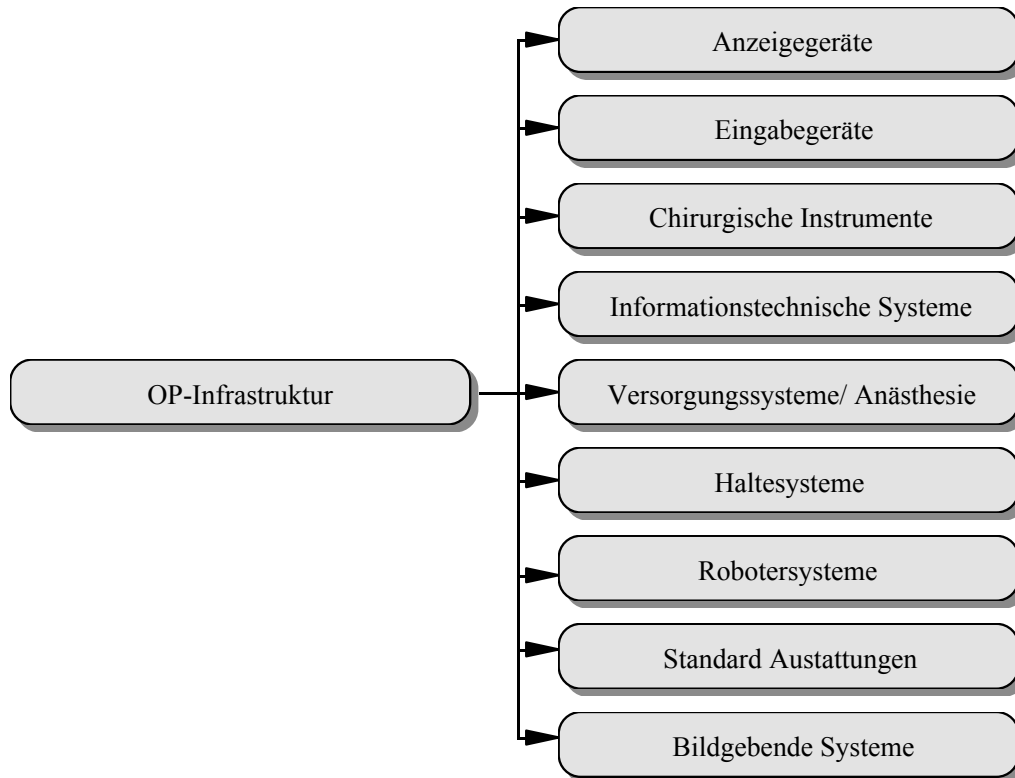 OP-Infrastruktur
Anzeigegeräte
Eingabegeräte
Chirurgische Instrumente
Informationstechnische Systeme
Versorgungssysteme/ Anästhesie
Haltesysteme
Robotersysteme
Standard Austattungen
Bildgebende Systeme